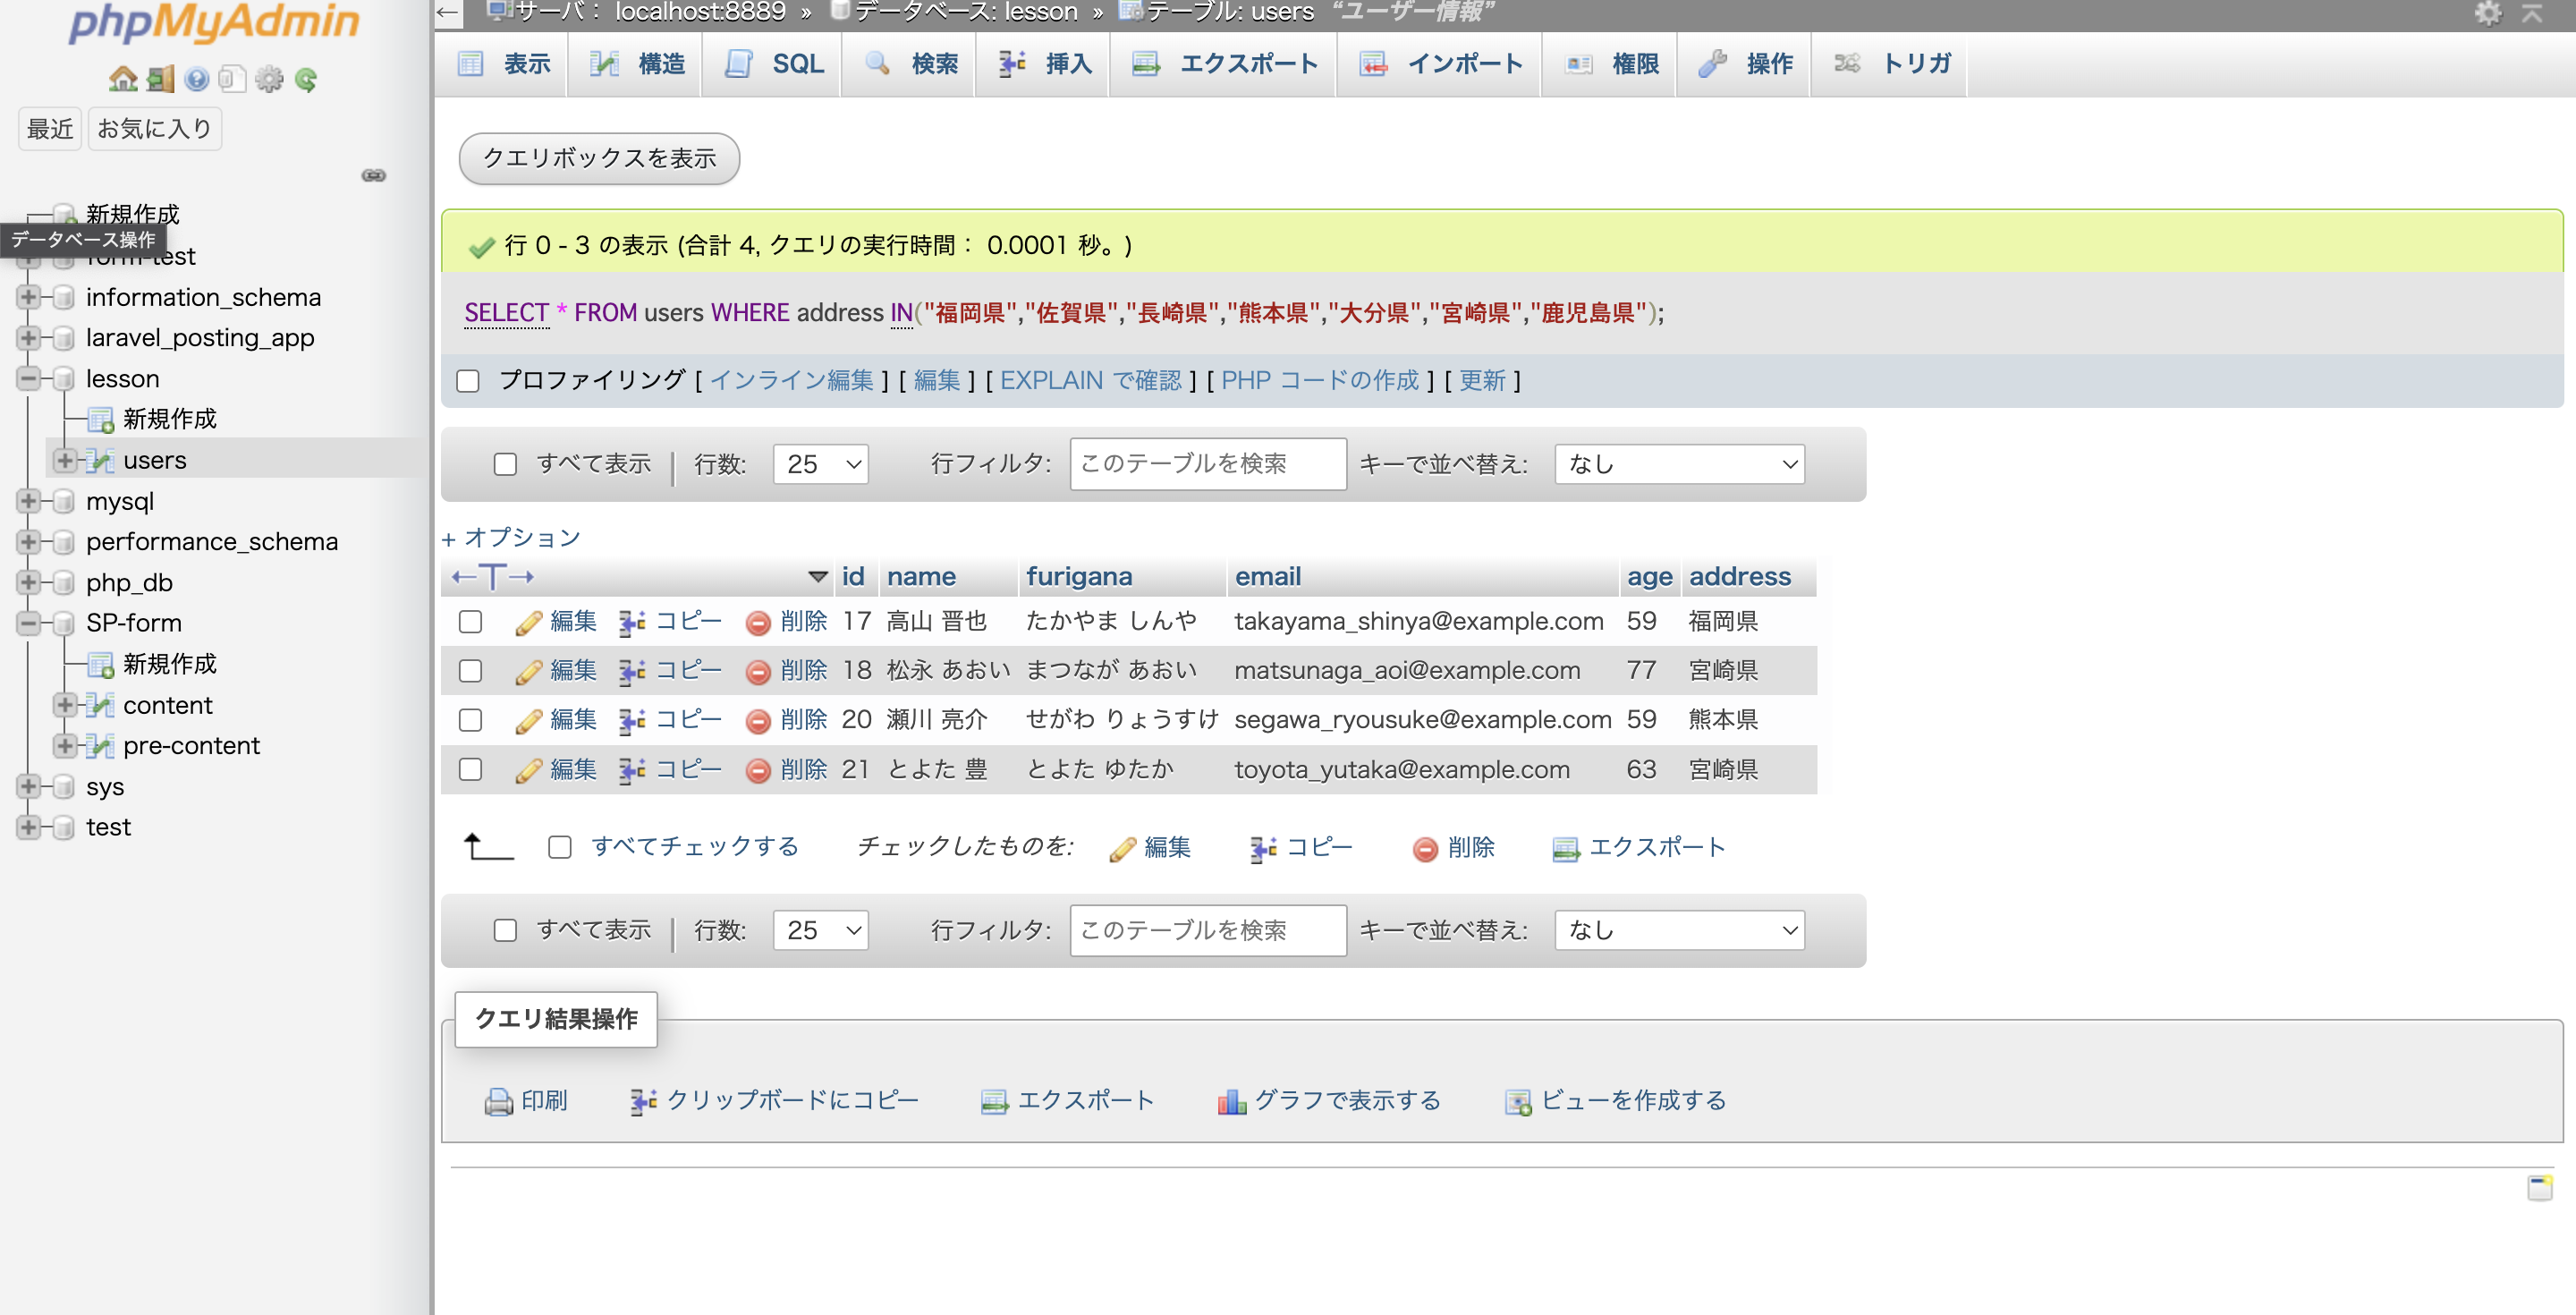 phpMyAdmin
最近 お気に入り
新規作成
データベース操作
form-test
information_schema
laravel_posting_app
lesson
新規作成
users
mysql
performance_schema
php_db
SP-form
新規作成
content
pre-content
sys
test
サーバ： localhost:8889 » データベース: lesson » テーブル: users “ユーザー情報”
表示 構造 SQL 検索 挿入 エクスポート インポート 権限 操作 トリガ
クエリボックスを表示
行 0 - 3 の表示 (合計 4, クエリの実行時間： 0.0001 秒。)
SELECT * FROM users WHERE address IN("福岡県","佐賀県","長崎県","熊本県","大分県","宮崎県","鹿児島県");
プロファイリング [ インライン編集 ] [ 編集 ] [ EXPLAIN で確認 ] [ PHP コードの作成 ] [ 更新 ]
すべて表示 | 行数: 25 行フィルタ: このテーブルを検索 キーで並べ替え: なし
+ オプション
←T→ id name furigana email age address
編集 コピー 削除 17 高山 晋也 たかやま しんや takayama_shinya@example.com 59 福岡県
編集 コピー 削除 18 松永 あおい まつなが あおい matsunaga_aoi@example.com 77 宮崎県
編集 コピー 削除 20 瀬川 亮介 せがわ りょうすけ segawa_ryousuke@example.com 59 熊本県
編集 コピー 削除 21 とよた 豊 とよた ゆたか toyota_yutaka@example.com 63 宮崎県
すべてチェックする チェックしたものを: 編集 コピー 削除 エクスポート
すべて表示 | 行数: 25 行フィルタ: このテーブルを検索 キーで並べ替え: なし
クエリ結果操作
印刷 クリップボードにコピー エクスポート グラフで表示する ビューを作成する